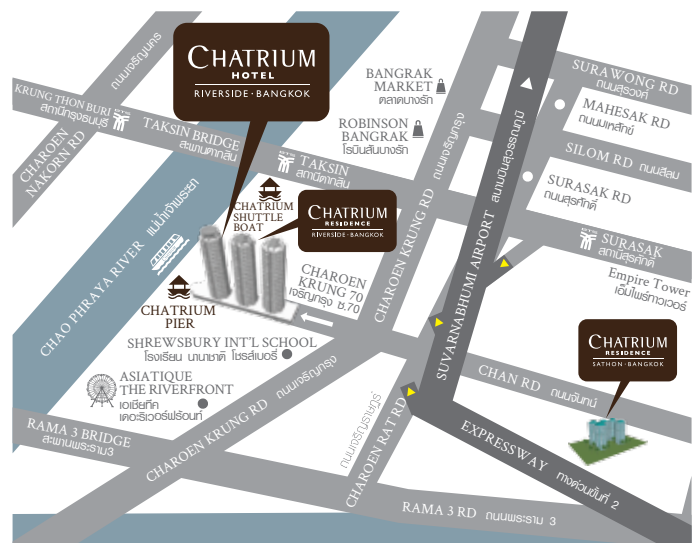 CHATRIUM
HOTEL
RIVERSIDE · BANGKOK
ถนนเจริญนคร
KRUNG THON BURI
สถานีกรุงธนบุรี
CHAROEN
NAKORN RD
TAKSIN BRIDGE
สะพานตากสิน
BANGRAK
MARKET
ตลาดบางรัก
ROBINSON
BANGRAK
โรบินสันบางรัก
TAKSIN
สถานีตากสิน
CHAROEN KRUNG RD
ถนนเจริญกรุง
SURAWONG RD
ถนนสุรวงศ์
MAHESAK RD
ถนนมเหสักข์
SILOM RD ถนนสีลม
SURASAK RD
ถนนสุรศักดิ์
SURASAK
สถานีสุรศักดิ์
Empire Tower
เอ็มไพร์ทาวเวอร์
SUVARNABHUMI AIRPORT สนามบินสุวรรณภูมิ
CHAO PHRAYA RIVER แม่น้ำเจ้าพระยา
CHATRIUM
SHUTTLE
BOAT
CHATRIUM
RESIDENCE
RIVERSIDE · BANGKOK
CHAROEN
KRUNG 70
เจริญกรุง ซ.70
CHATRIUM
PIER
SHREWSBURY INT'L SCHOOL
โรงเรียน นานาชาติ โชรส์เบอรี่
ASIATIQUE
THE RIVERFRONT
เอเชียทีค
เดอะริเวอร์ฟร้อนท์
CHATRIUM
RESIDENCE
SATHON · BANGKOK
CHAN RD ถนนจันทน์
RAMA 3 BRIDGE
สะพานพระราม3
CHAROEN KRUNG RD ถนนเจริญกรุง
ถนนเจริญราษฎร์
CHAROEN RAT RD
EXPRESSWAY ทางด่วนขั้นที่ 2
RAMA 3 RD ถนนพระราม 3